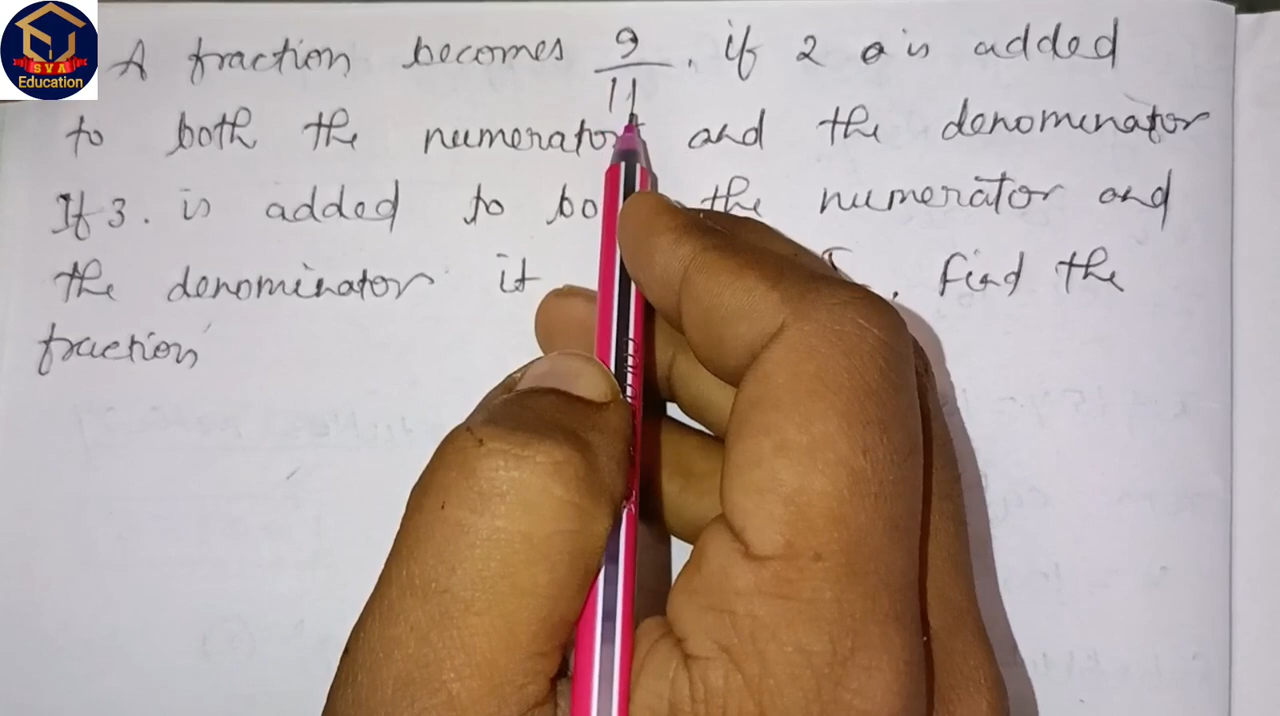 SVA
Education
A fraction becomes 9/11. if 2 is added
to both the numerator and the denominator
If 3. is added to the numerator and
the denominator it . find the
fraction